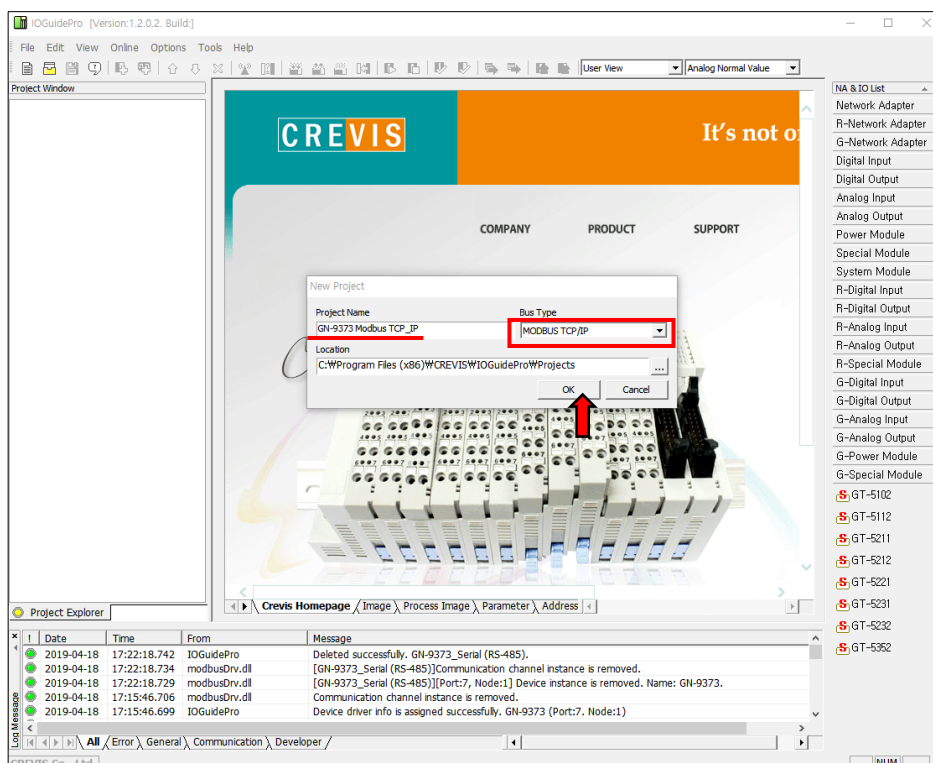 IOGuidePro [Version:1.2.0.2. Build:]
File Edit View Online Options Tools Help
User View
Analog Normal Value
Project Window
CREVIS
It's not o
COMPANY PRODUCT SUPPORT
New Project
Project Name Bus Type
GN-9373 Modbus TCP_IP MODBUS TCP/IP
Location
C:₩Program Files (x86)₩CREVIS₩IOGuidePro₩Projects ...
OK Cancel
NA & IO List
Network Adapter
R-Network Adapter
G-Network Adapter
Digital Input
Digital Output
Analog Input
Analog Output
Power Module
Special Module
System Module
R-Digital Input
R-Digital Output
R-Analog Input
R-Analog Output
R-Special Module
G-Digital Input
G-Digital Output
G-Analog Input
G-Analog Output
G-Power Module
G-Special Module
GT-5102
GT-5112
GT-5211
GT-5212
GT-5221
GT-5231
GT-5232
GT-5352
Project Explorer
Crevis Homepage Image Process Image Parameter Address
! Date Time From Message
2019-04-18 17:22:18.742 IOGuidePro Deleted successfully. GN-9373_Serial (RS-485).
2019-04-18 17:22:18.734 modbusDrv.dll [GN-9373_Serial (RS-485)]Communication channel instance is removed.
2019-04-18 17:22:18.729 modbusDrv.dll [GN-9373_Serial (RS-485)][Port:7, Node:1] Device instance is removed. Name: GN-9373.
2019-04-18 17:15:46.706 modbusDrv.dll Communication channel instance is removed.
2019-04-18 17:15:46.699 IOGuidePro Device driver info is assigned successfully. GN-9373 (Port:7. Node:1)
Log Message
All Error General Communication Developer
CREVIS Co., Ltd.
NUM